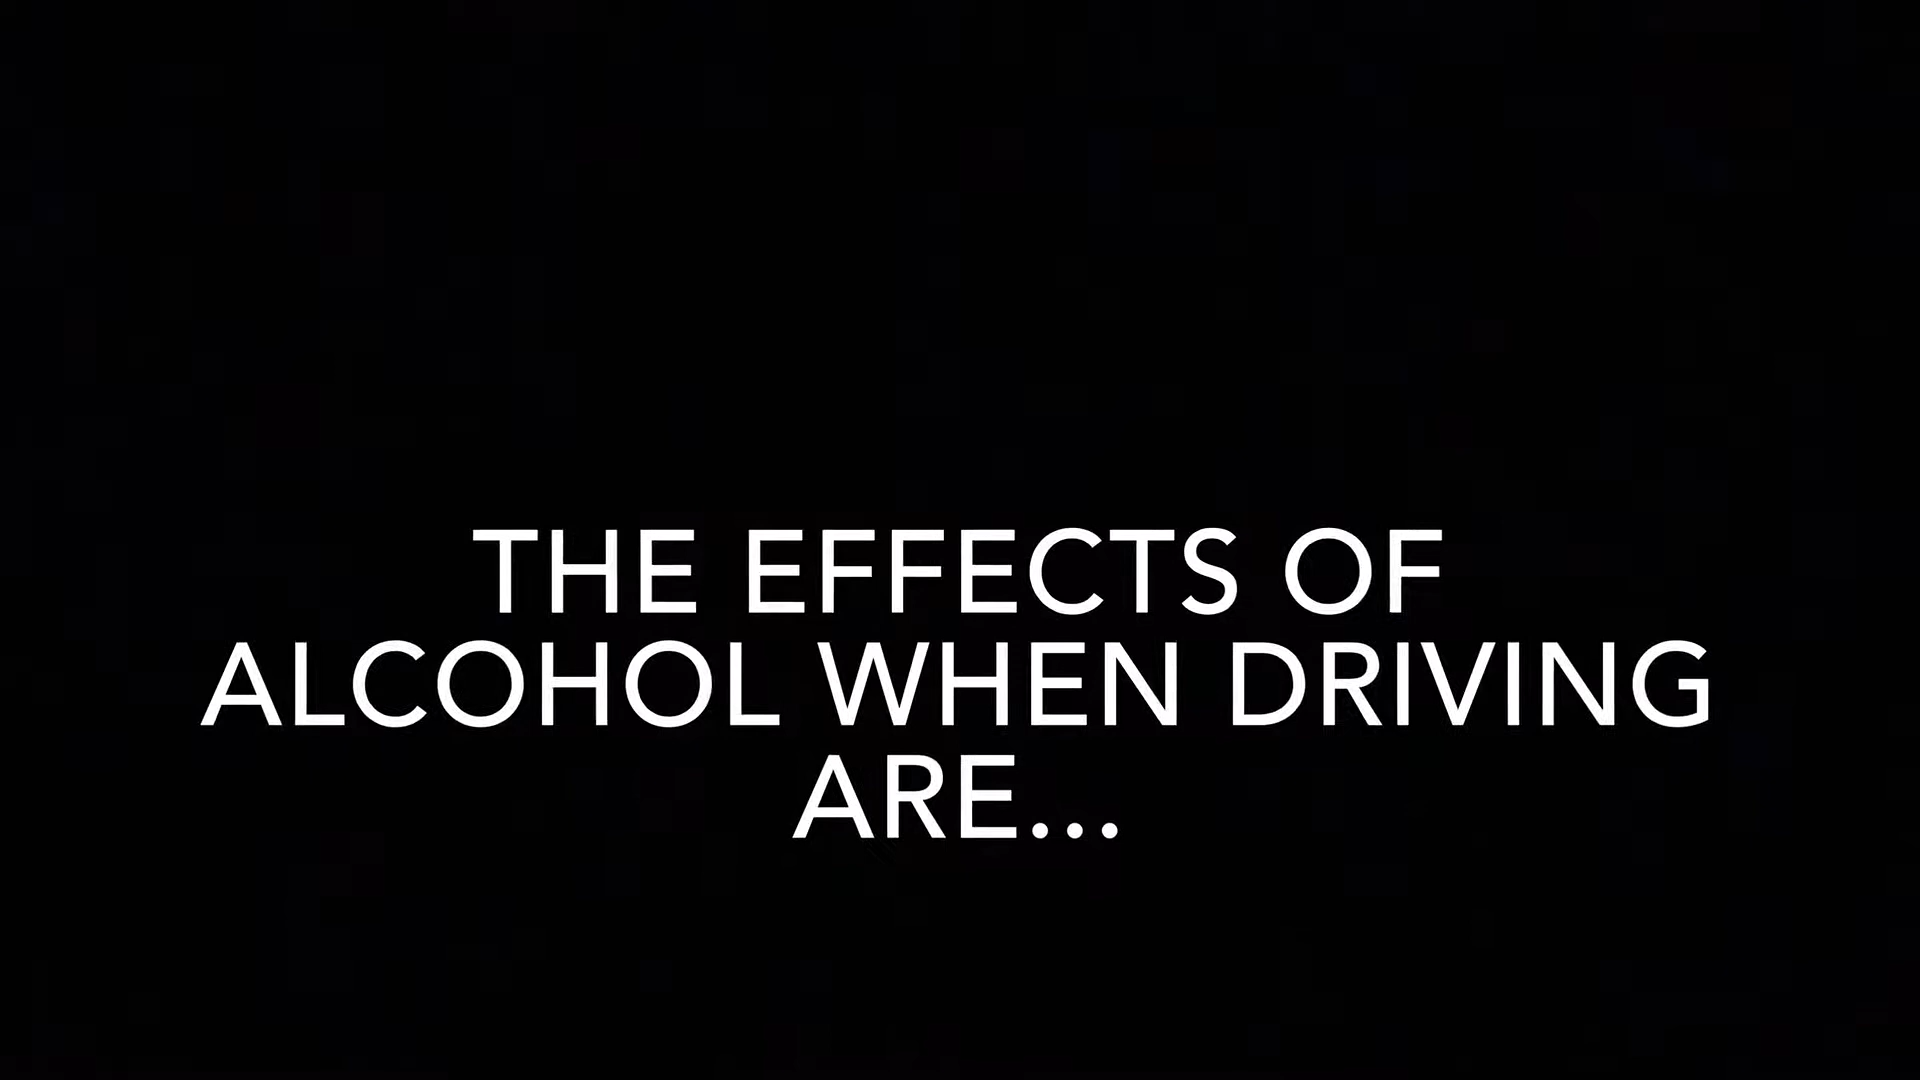 THE EFFECTS OF
ALCOHOL WHEN DRIVING
ARE...